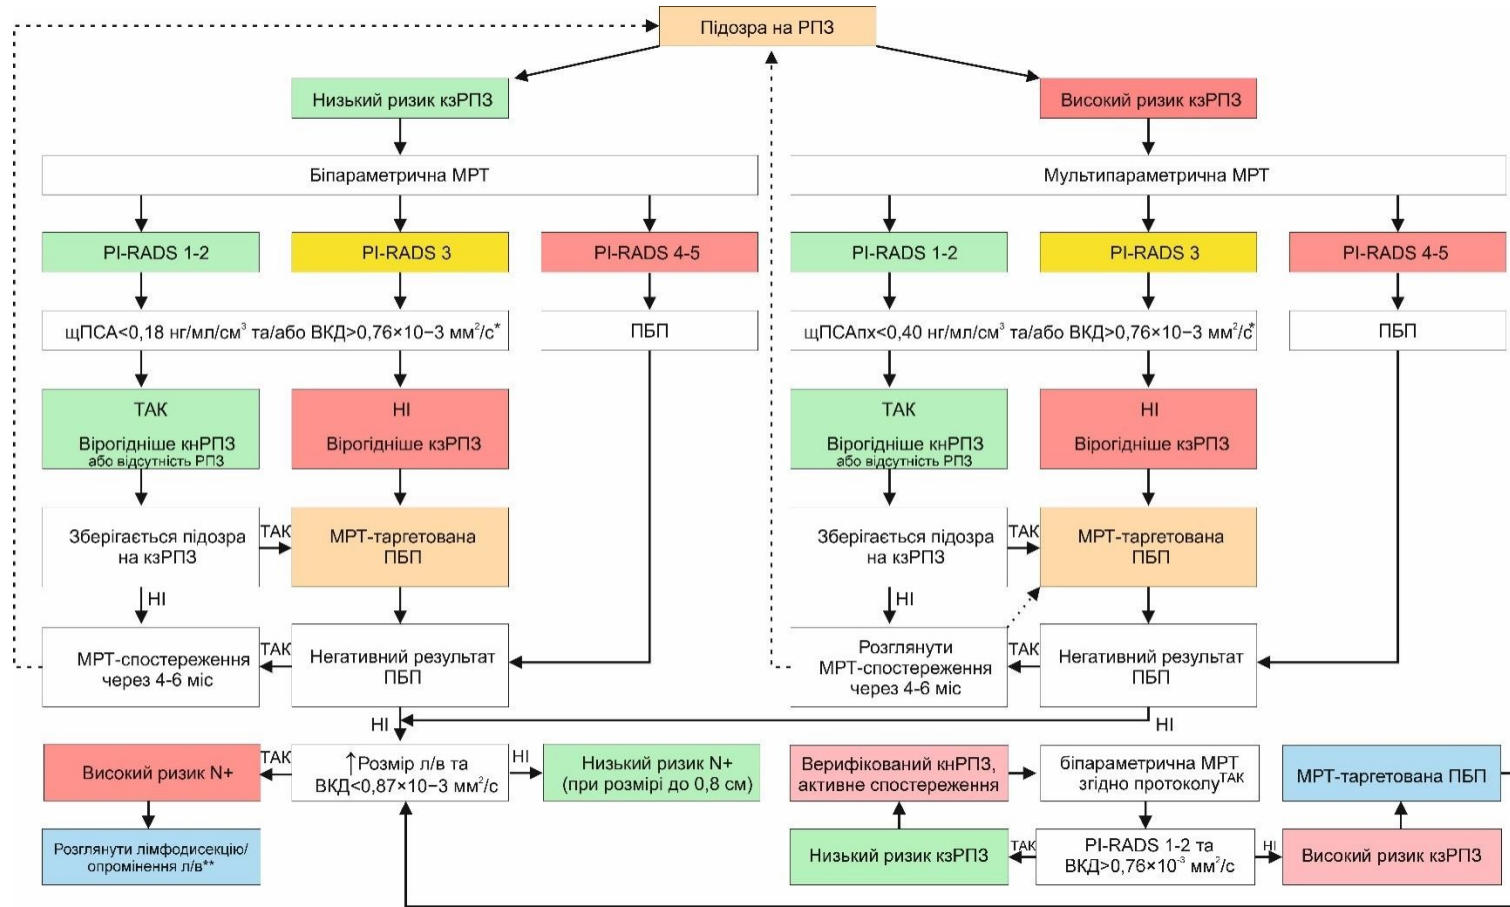 Підозра на РПЗ
Низький ризик кзРПЗ
Високий ризик кзРПЗ
Біпараметрична МРТ
Мультипараметрична МРТ
PI-RADS 1-2
PI-RADS 3
PI-RADS 4-5
PI-RADS 1-2
PI-RADS 3
PI-RADS 4-5
щПСА<0,18 нг/мл/см³ та/або ВКД>0,76×10−3 мм²/с*
ПБП
щПСАпх<0,40 нг/мл/см³ та/або ВКД>0,76×10−3 мм²/с*
ПБП
ТАК
Вірогідніше кнРПЗ
або відсутність РПЗ
НІ
Вірогідніше кзРПЗ
ТАК
Вірогідніше кнРПЗ
або відсутність РПЗ
НІ
Вірогідніше кзРПЗ
Зберігається підозра
на кзРПЗ
ТАК
МРТ-таргетована
ПБП
Зберігається підозра
на кзРПЗ
ТАК
МРТ-таргетована
ПБП
НІ
НІ
МРТ-спостереження
через 4-6 міс
ТАК
Негативний результат
ПБП
Розглянути
МРТ-спостереження
через 4-6 міс
ТАК
Негативний результат
ПБП
НІ
НІ
Високий ризик N+
ТАК
↑Розмір л/в та
ВКД<0,87×10−3 мм²/с
НІ
Низький ризик N+
(при розмірі до 0,8 см)
Верифікований кнРПЗ,
активне спостереження
біпараметрична МРТ
згідно протоколу ТАК
МРТ-таргетована ПБП
Розглянути лімфодисекцію/
опромінення л/в**
Низький ризик кзРПЗ
ТАК
PI-RADS 1-2 та
ВКД>0,76×10⁻³ мм²/с
НІ
Високий ризик кзРПЗ